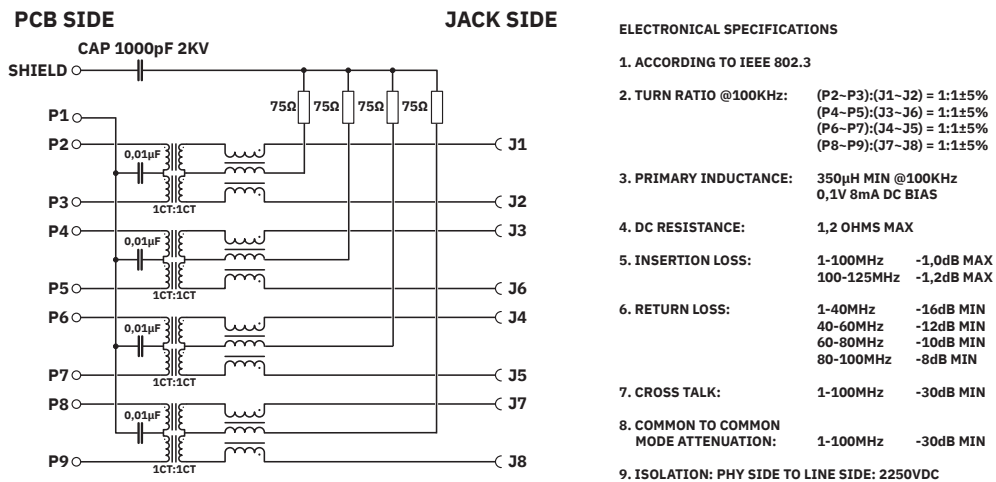 PCB SIDE
JACK SIDE
CAP 1000pF 2KV
SHIELD
75Ω 75Ω 75Ω 75Ω
P1
P2
J1
0,01µF
P3
J2
1CT:1CT
P4
J3
0,01µF
P5
J6
1CT:1CT
P6
J4
0,01µF
P7
J5
1CT:1CT
P8
J7
0,01µF
P9
J8
1CT:1CT
ELECTRONICAL SPECIFICATIONS
1. ACCORDING TO IEEE 802.3
2. TURN RATIO @100KHz: (P2~P3):(J1~J2) = 1:1±5%
(P4~P5):(J3~J6) = 1:1±5%
(P6~P7):(J4~J5) = 1:1±5%
(P8~P9):(J7~J8) = 1:1±5%
3. PRIMARY INDUCTANCE: 350µH MIN @100KHz
0,1V 8mA DC BIAS
4. DC RESISTANCE: 1,2 OHMS MAX
5. INSERTION LOSS: 1-100MHz -1,0dB MAX
100-125MHz -1,2dB MAX
6. RETURN LOSS: 1-40MHz -16dB MIN
40-60MHz -12dB MIN
60-80MHz -10dB MIN
80-100MHz -8dB MIN
7. CROSS TALK: 1-100MHz -30dB MIN
8. COMMON TO COMMON
MODE ATTENUATION: 1-100MHz -30dB MIN
9. ISOLATION: PHY SIDE TO LINE SIDE: 2250VDC